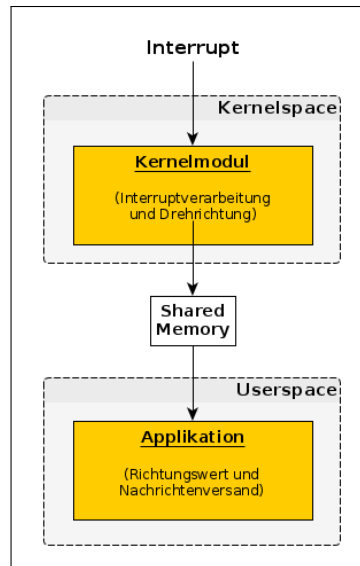 Interrupt
Kernelspace
Kernelmodul
(Interruptverarbeitung
und Drehrichtung)
Shared
Memory
Userspace
Applikation
(Richtungswert und
Nachrichtenversand)